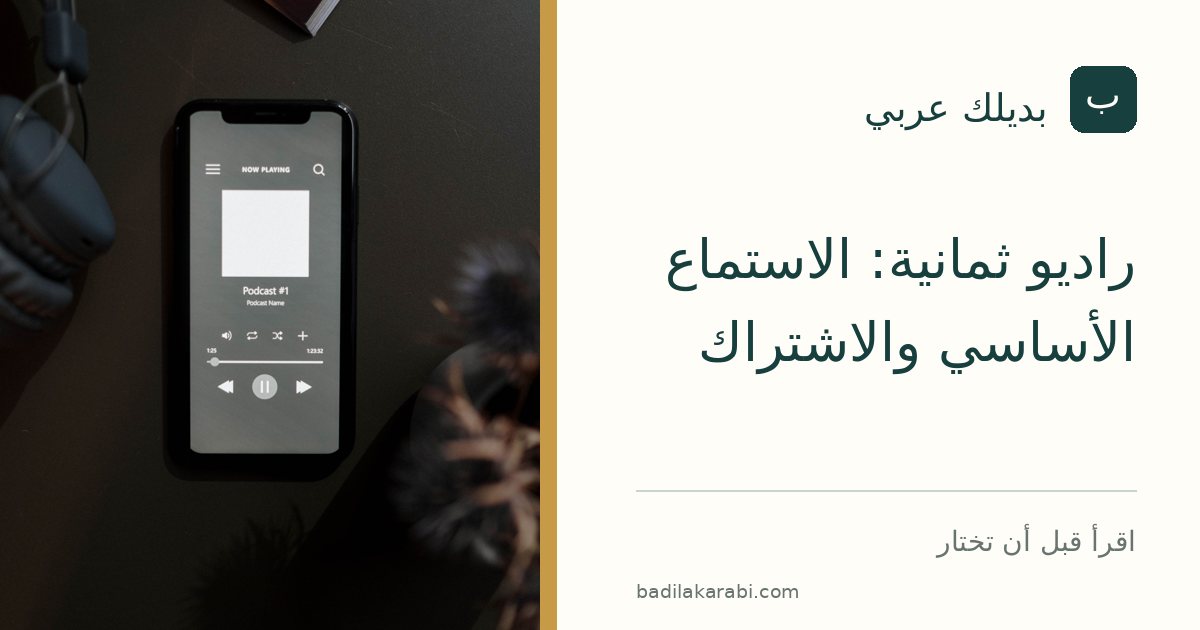 NOW PLAYING
Podcast #1
Podcast Name
1:25
1:23:32
ب
بديلك عربي
راديو ثمانية: الاستماع
الأساسي والاشتراك
اقرأ قبل أن تختار
badilakarabi.com